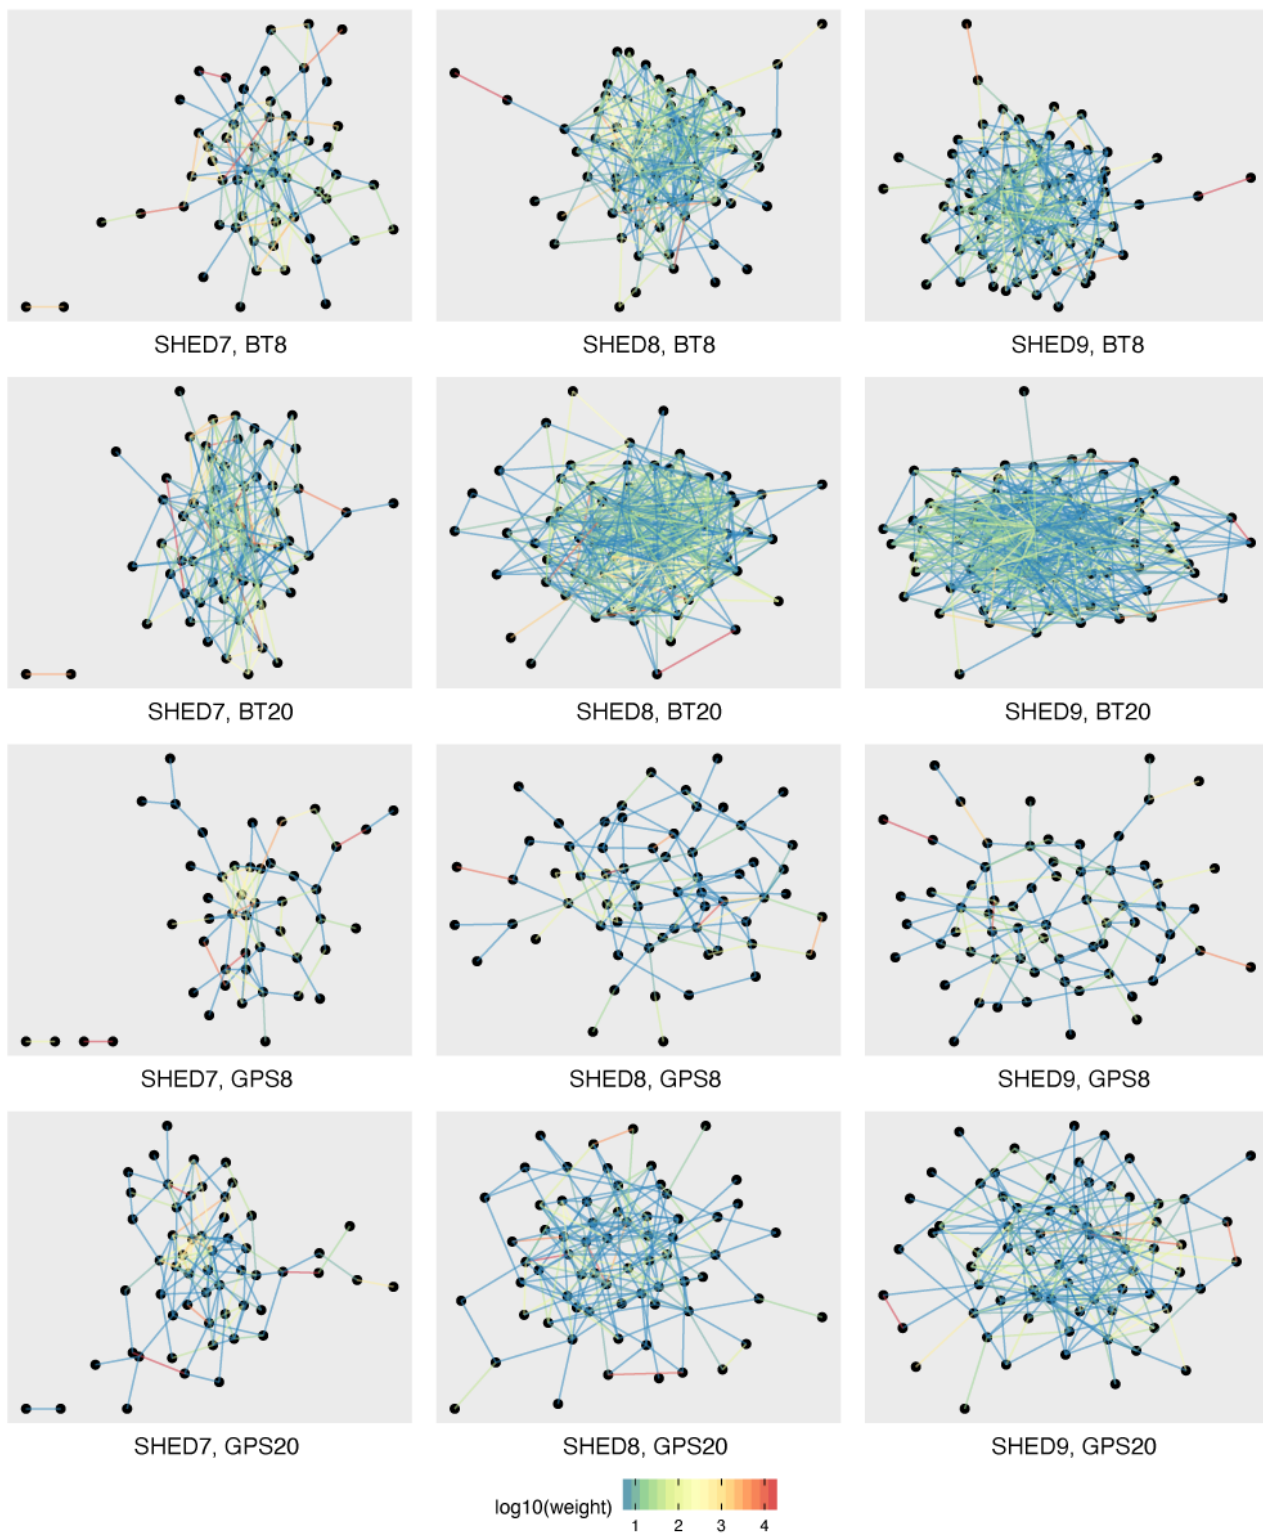 SHED7, BT8
SHED8, BT8
SHED9, BT8
SHED7, BT20
SHED8, BT20
SHED9, BT20
SHED7, GPS8
SHED8, GPS8
SHED9, GPS8
SHED7, GPS20
SHED8, GPS20
SHED9, GPS20
log10(weight)
1 2 3 4